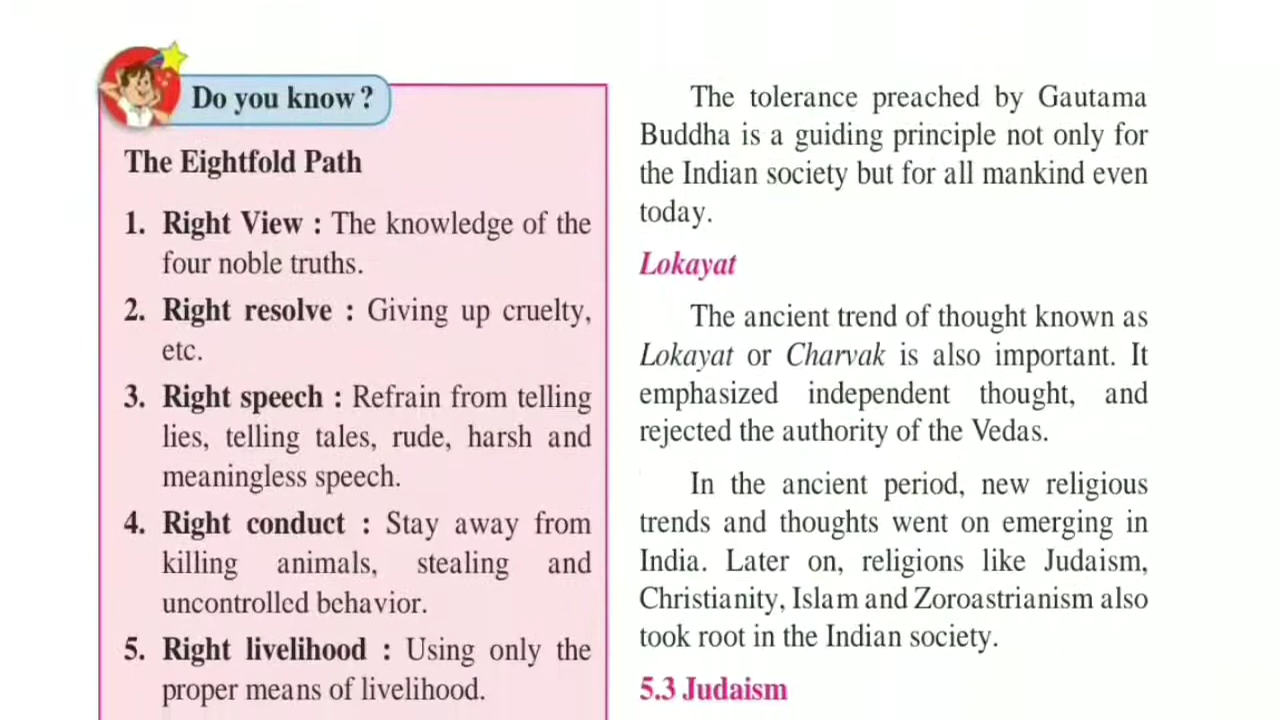 Do you know ?
The Eightfold Path
1. Right View : The knowledge of the
four noble truths.
2. Right resolve : Giving up cruelty,
etc.
3. Right speech : Refrain from telling
lies, telling tales, rude, harsh and
meaningless speech.
4. Right conduct : Stay away from
killing animals, stealing and
uncontrolled behavior.
5. Right livelihood : Using only the
proper means of livelihood.
The tolerance preached by Gautama
Buddha is a guiding principle not only for
the Indian society but for all mankind even
today.
Lokayat
The ancient trend of thought known as
Lokayat or Charvak is also important. It
emphasized independent thought, and
rejected the authority of the Vedas.
In the ancient period, new religious
trends and thoughts went on emerging in
India. Later on, religions like Judaism,
Christianity, Islam and Zoroastrianism also
took root in the Indian society.
5.3 Judaism